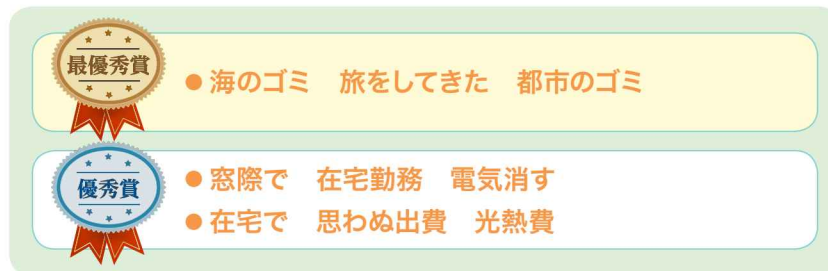 最優秀賞
●海のゴミ　旅をしてきた　都市のゴミ
優秀賞
●窓際で　在宅勤務　電気消す
●在宅で　思わぬ出費　光熱費